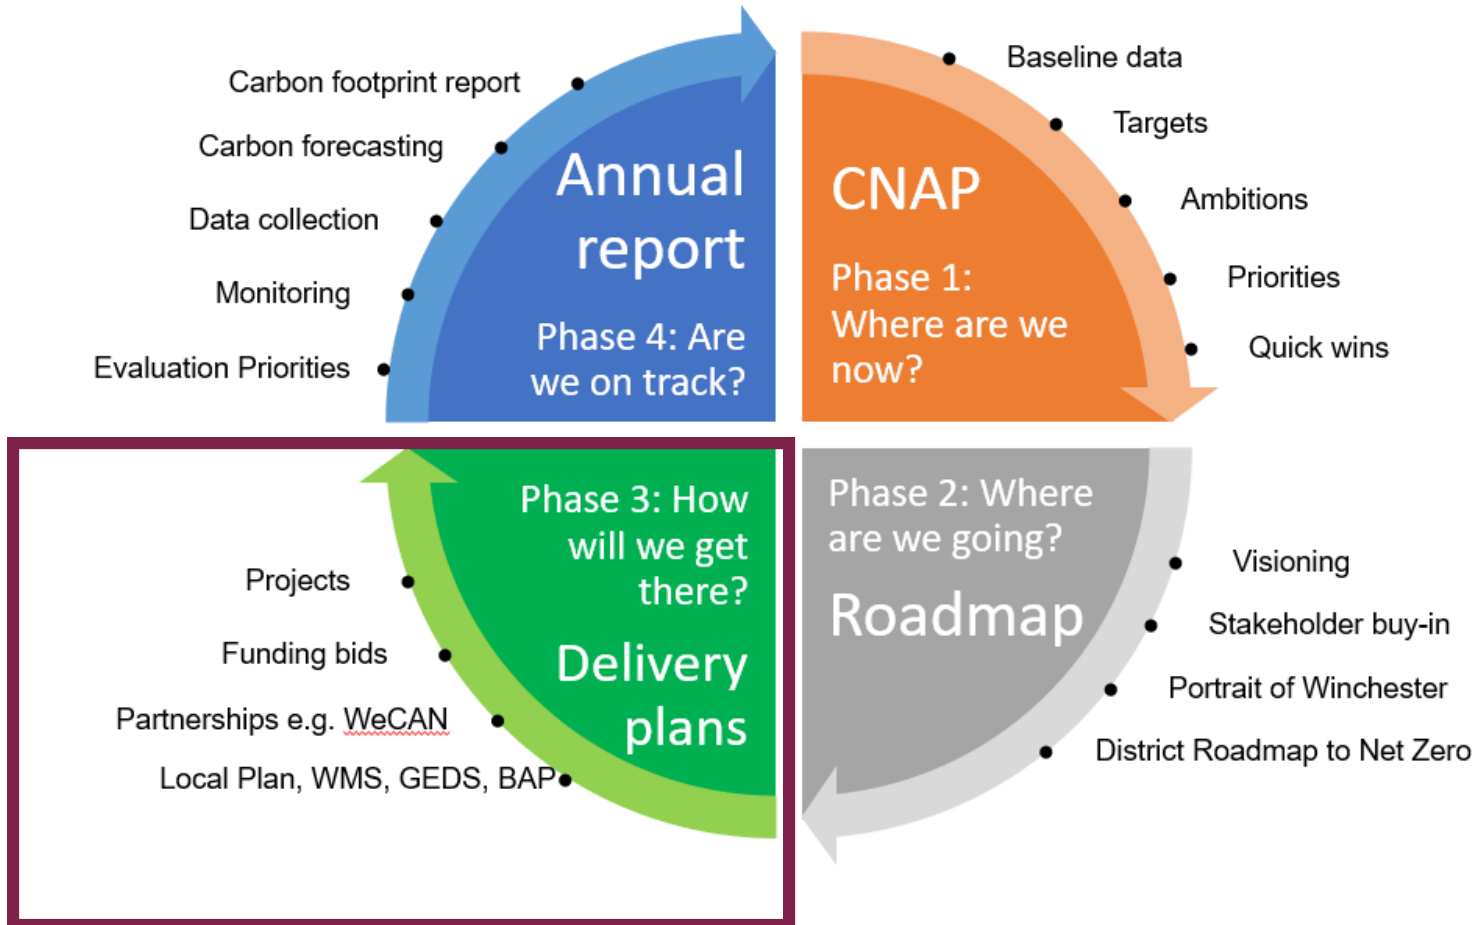 Carbon footprint report
Carbon forecasting
Data collection
Monitoring
Evaluation Priorities
Annual
report
Phase 4: Are
we on track?
CNAP
Phase 1:
Where are we
now?
Baseline data
Targets
Ambitions
Priorities
Quick wins
Phase 2: Where
are we going?
Roadmap
Visioning
Stakeholder buy-in
Portrait of Winchester
District Roadmap to Net Zero
Phase 3: How
will we get
there?
Delivery
plans
Projects
Funding bids
Partnerships e.g. WeCAN
Local Plan, WMS, GEDS, BAP